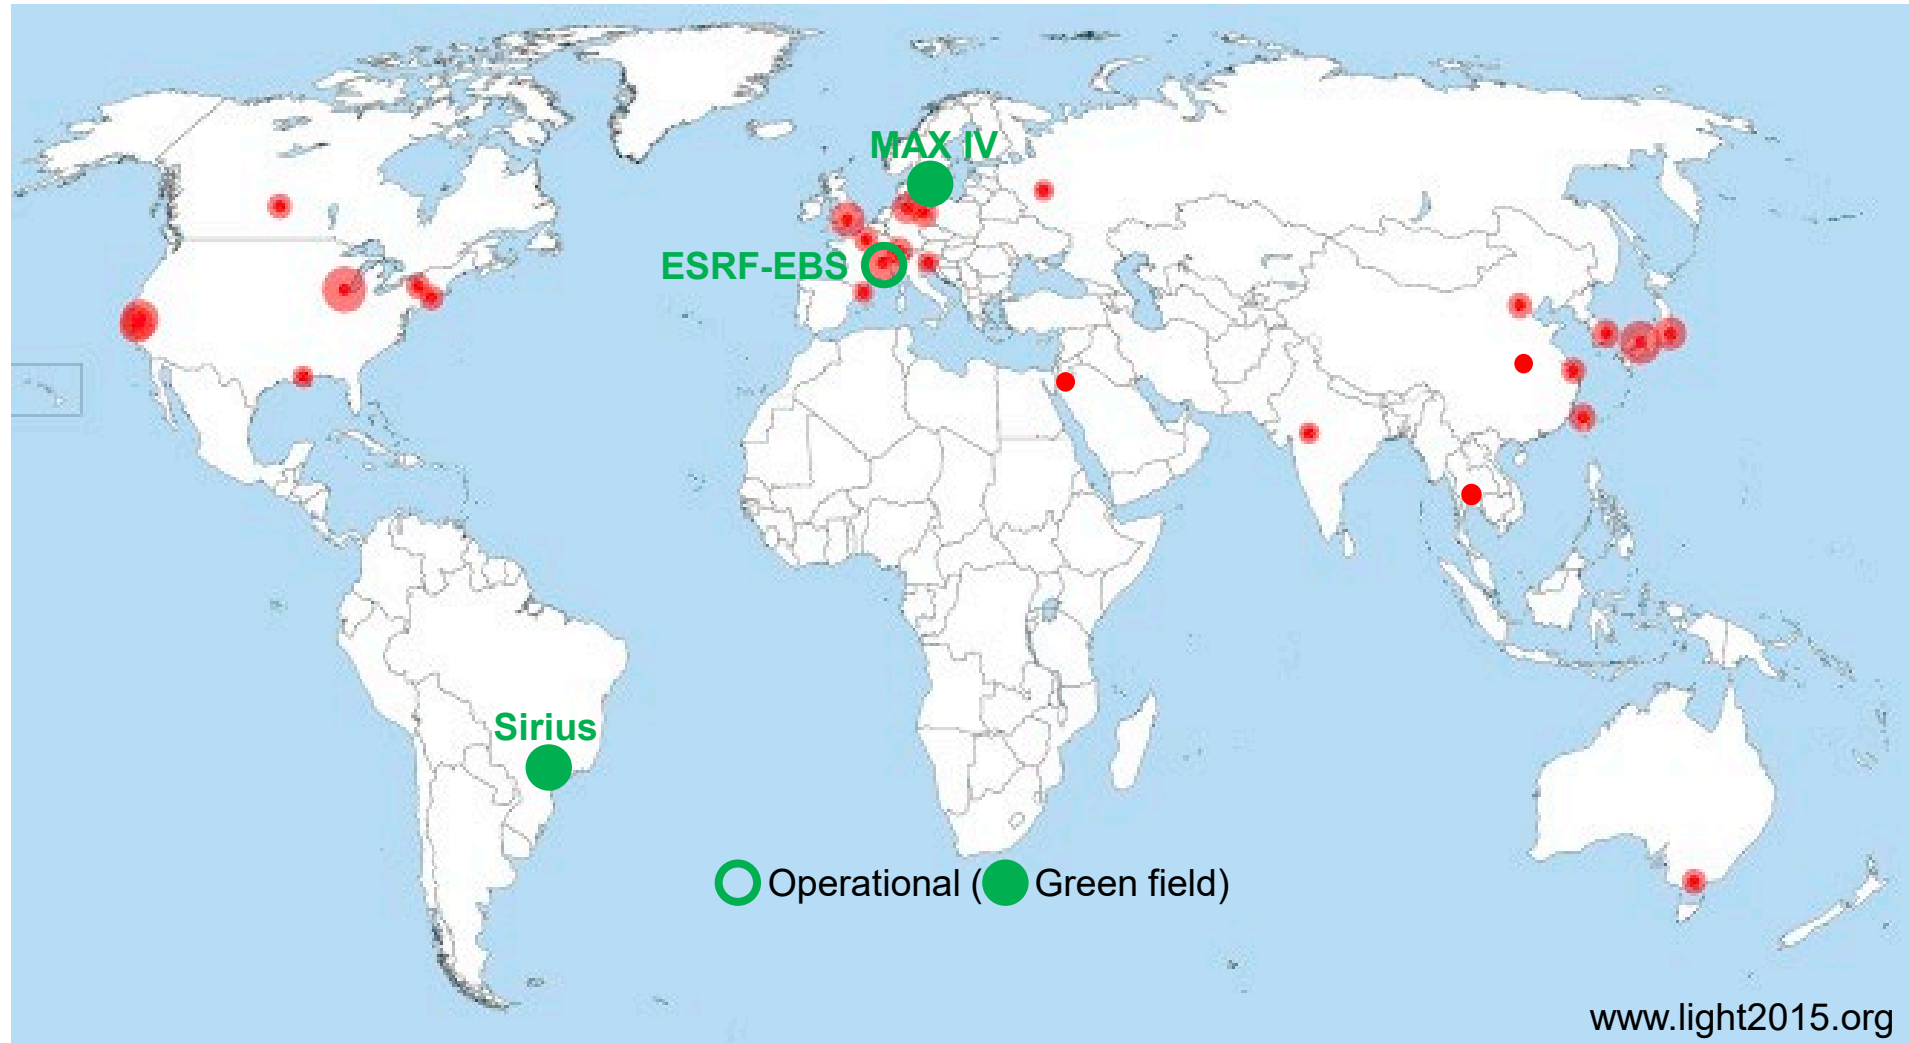 MAX IV
ESRF-EBS
Sirius
Operational (Green field)
www.light2015.org